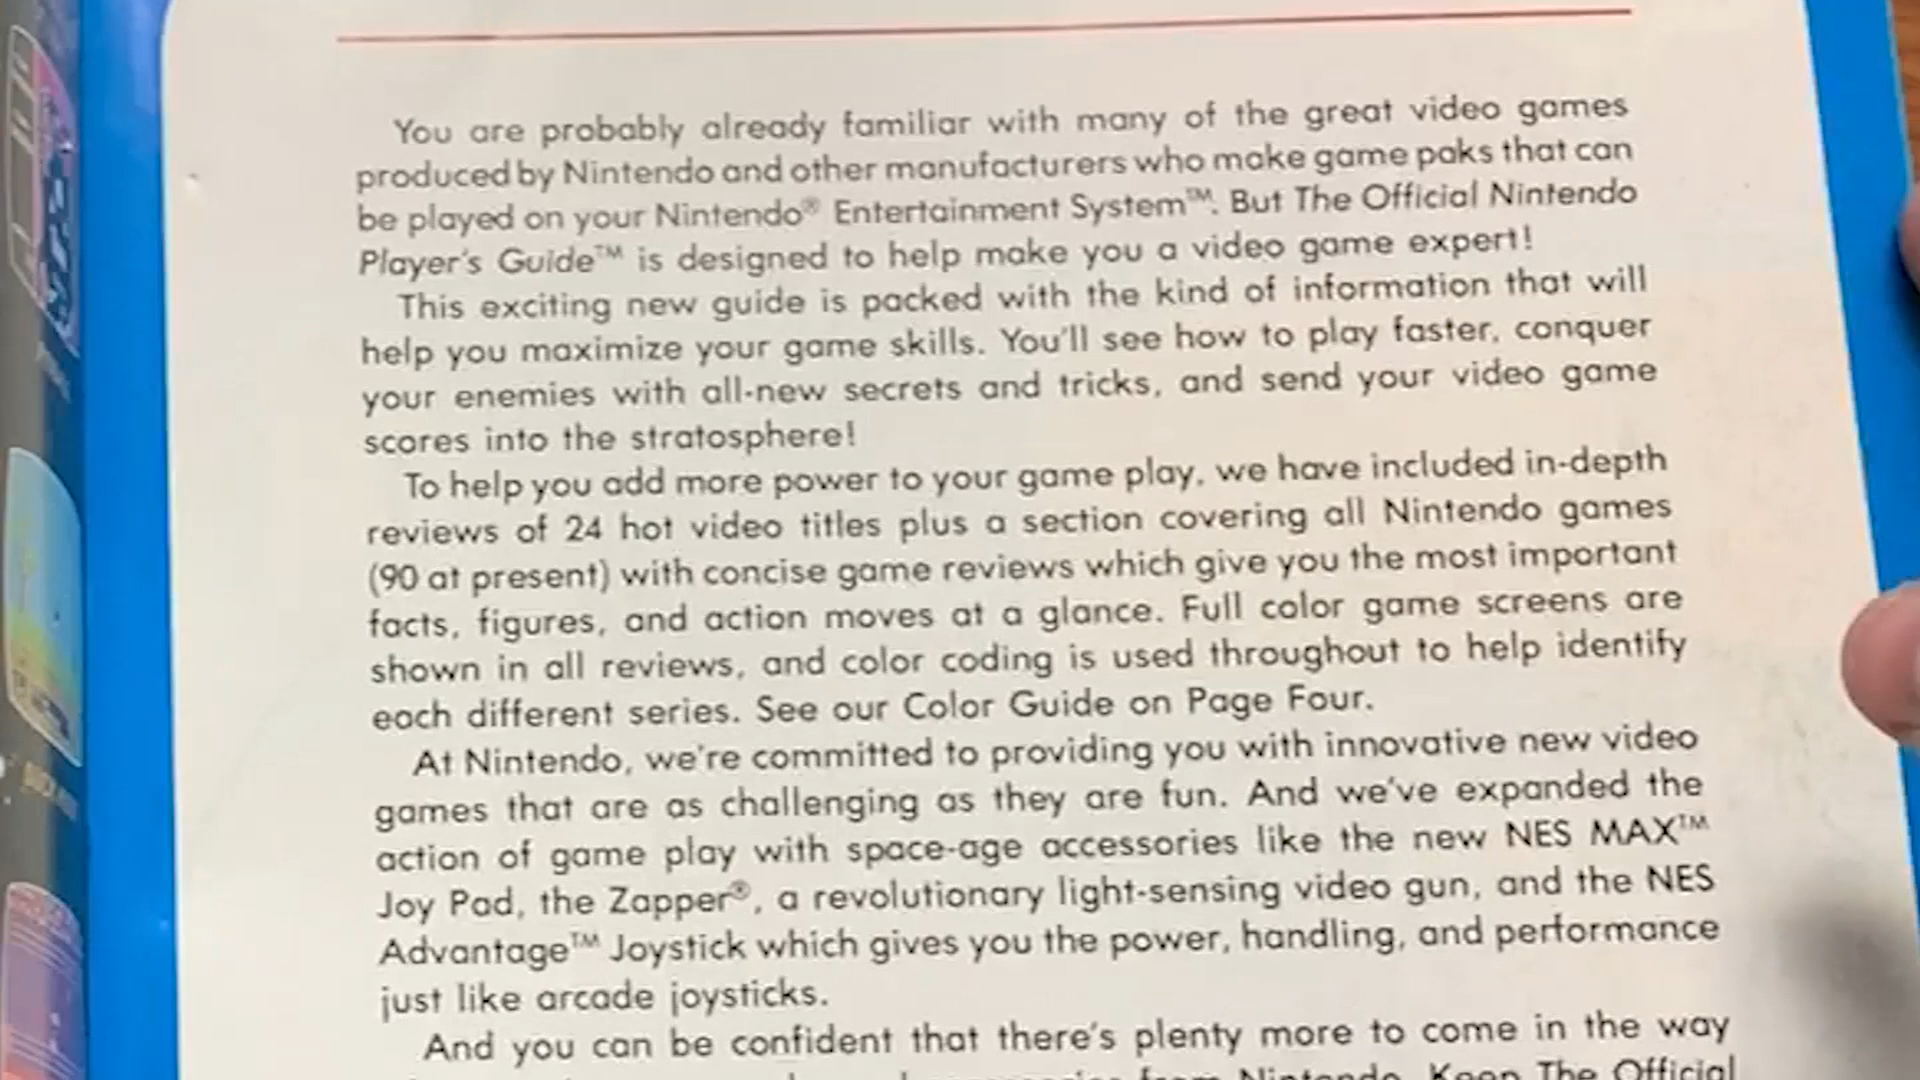 You are probably already familiar with many of the great video games
produced by Nintendo and other manufacturers who make game paks that can
be played on your Nintendo® Entertainment System™. But The Official Nintendo
Player's Guide™ is designed to help make you a video game expert!
This exciting new guide is packed with the kind of information that will
help you maximize your game skills. You'll see how to play faster, conquer
your enemies with all-new secrets and tricks, and send your video game
scores into the stratosphere!
To help you add more power to your game play, we have included in-depth
reviews of 24 hot video titles plus a section covering all Nintendo games
(90 at present) with concise game reviews which give you the most important
facts, figures, and action moves at a glance. Full color game screens are
shown in all reviews, and color coding is used throughout to help identify
each different series. See our Color Guide on Page Four.
At Nintendo, we're committed to providing you with innovative new video
games that are as challenging as they are fun. And we've expanded the
action of game play with space-age accessories like the new NES MAX™
Joy Pad, the Zapper®, a revolutionary light-sensing video gun, and the NES
Advantage™ Joystick which gives you the power, handling, and performance
just like arcade joysticks.
And you can be confident that there's plenty more to come in the way
from Nintendo. Keep The Official